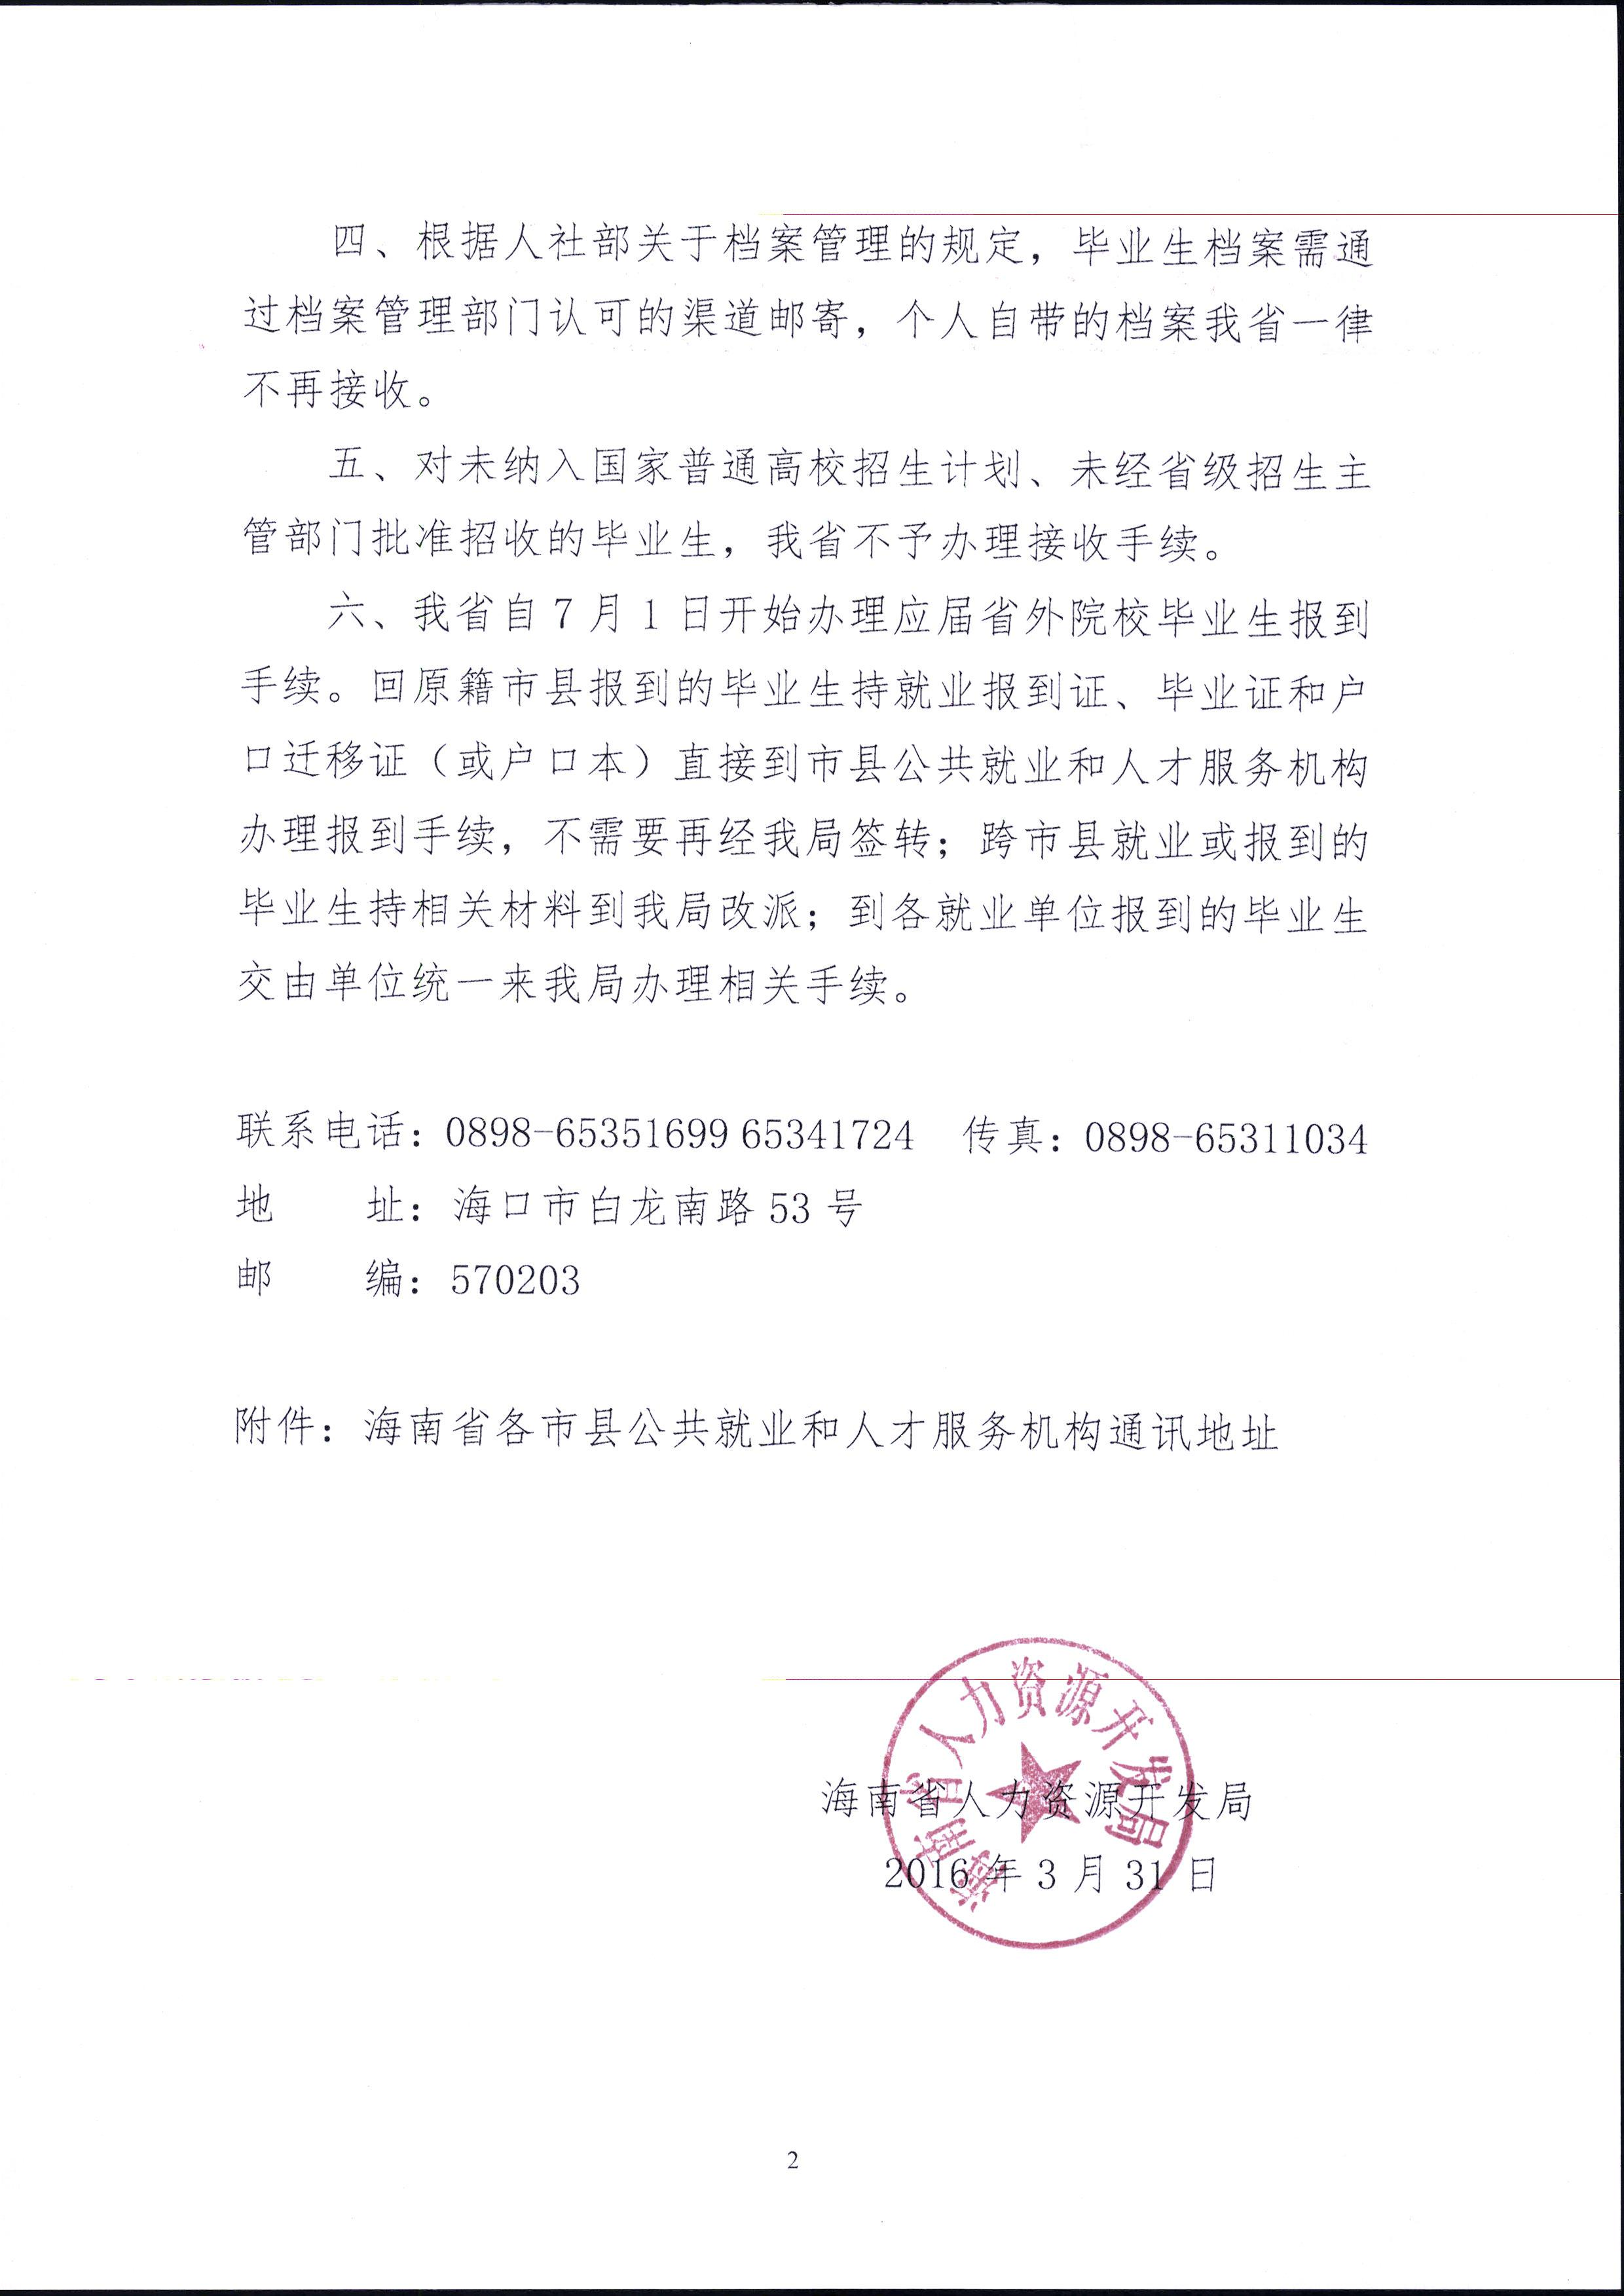 四、根据人社部关于档案管理的规定，毕业生档案需通
过档案管理部门认可的渠道邮寄，个人自带的档案我省一律
不再接收。
五、对未纳入国家普通高校招生计划、未经省级招生主
管部门批准招收的毕业生，我省不予办理接收手续。
六、我省自7月1日开始办理应届省外院校毕业生报到
手续。回原籍市县报到的毕业生持就业报到证、毕业证和户
口迁移证（或户口本）直接到市县公共就业和人才服务机构
办理报到手续，不需要再经我局签转；跨市县就业或报到的
毕业生持相关材料到我局改派；到各就业单位报到的毕业生
交由单位统一来我局办理相关手续。
联系电话：0898-65351699 65341724 传真：0898-65311034
地 址：海口市白龙南路53号
邮 编：570203
附件：海南省各市县公共就业和人才服务机构通讯地址
海南省人力资源开发局
海南省人力资源开发局
2016年3月31日
2